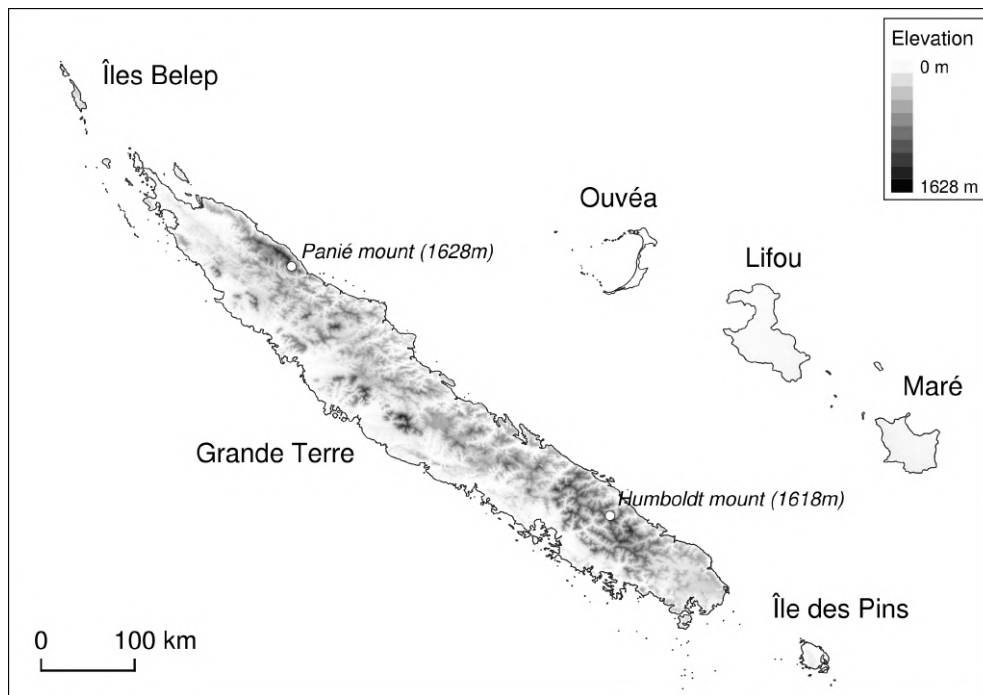 Elevation
0 m
1628 m
Îles Belep
Ouvéa
Panié mount (1628m)
Lifou
Maré
Grande Terre
Humboldt mount (1618m)
Île des Pins
0 100 km